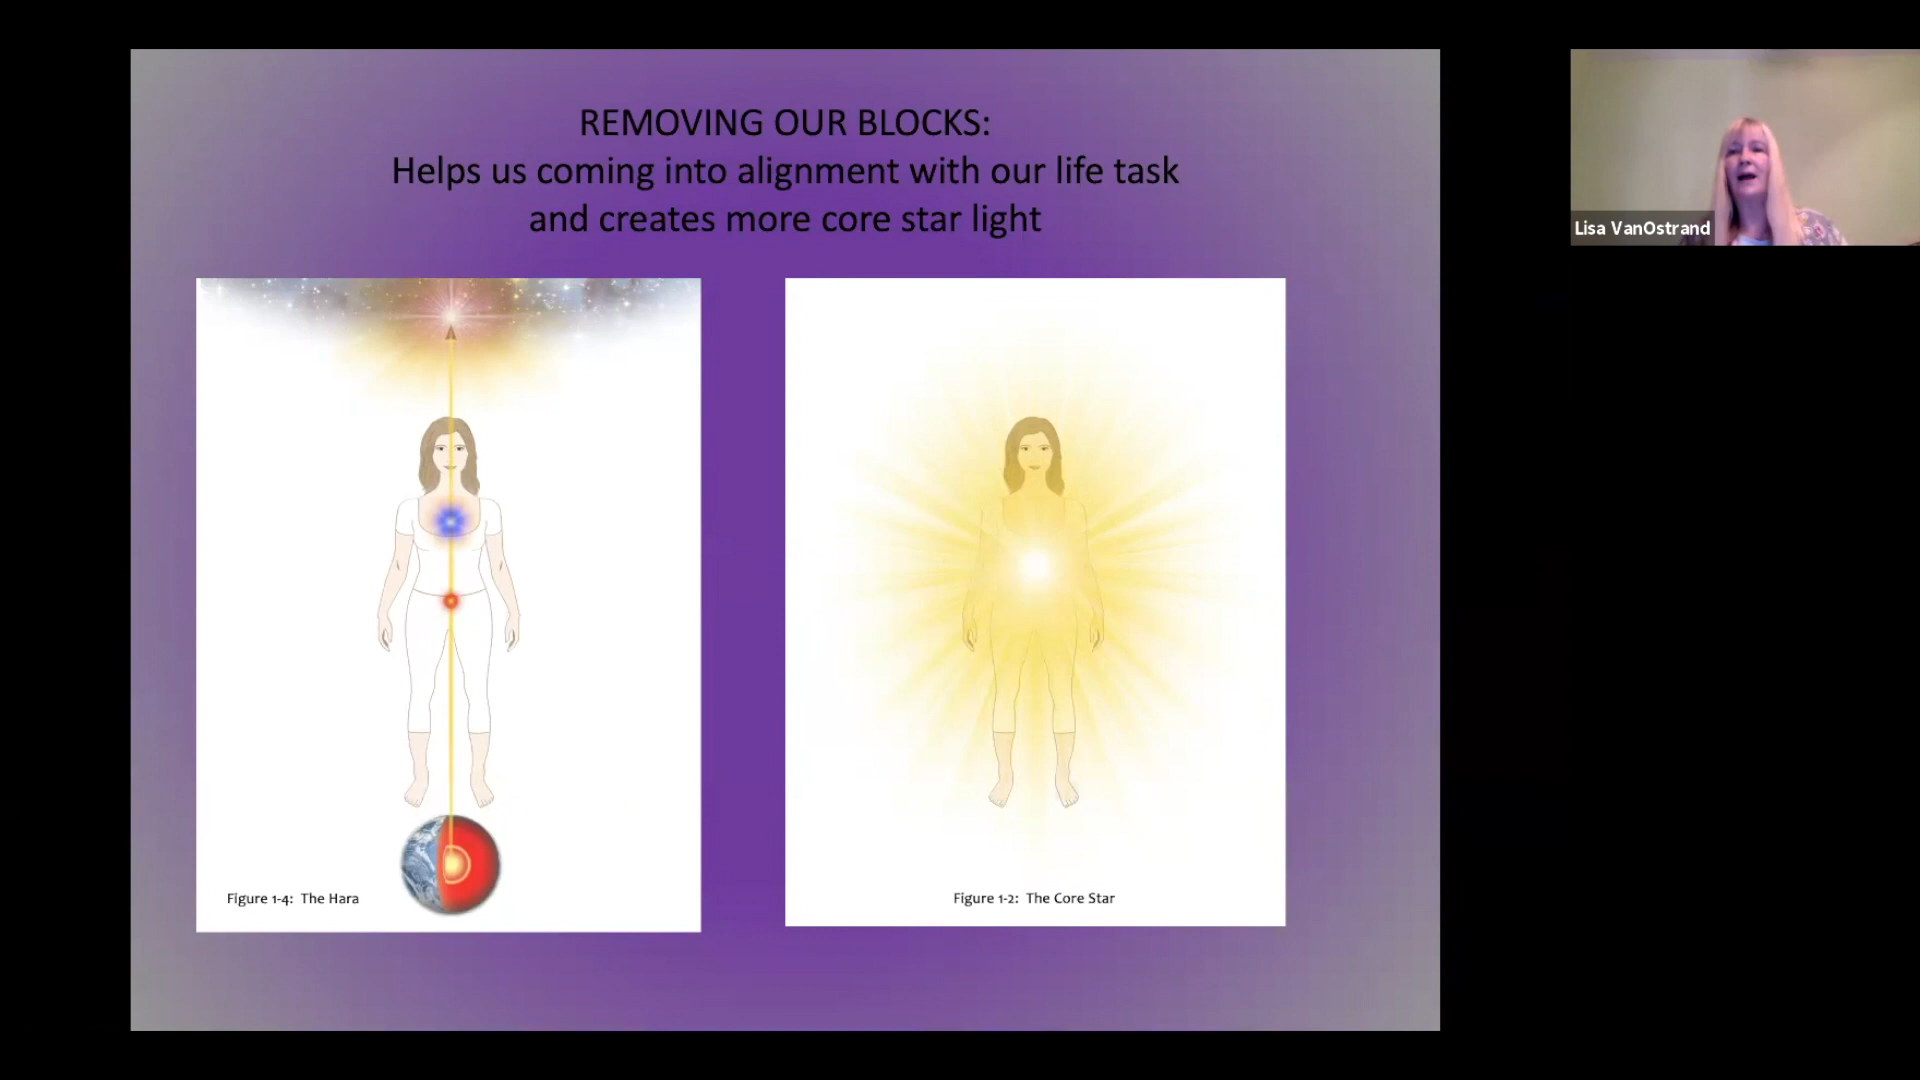 REMOVING OUR BLOCKS:
Helps us coming into alignment with our life task
and creates more core star light
Lisa VanOstrand
Figure 1-4: The Hara
Figure 1-2: The Core Star